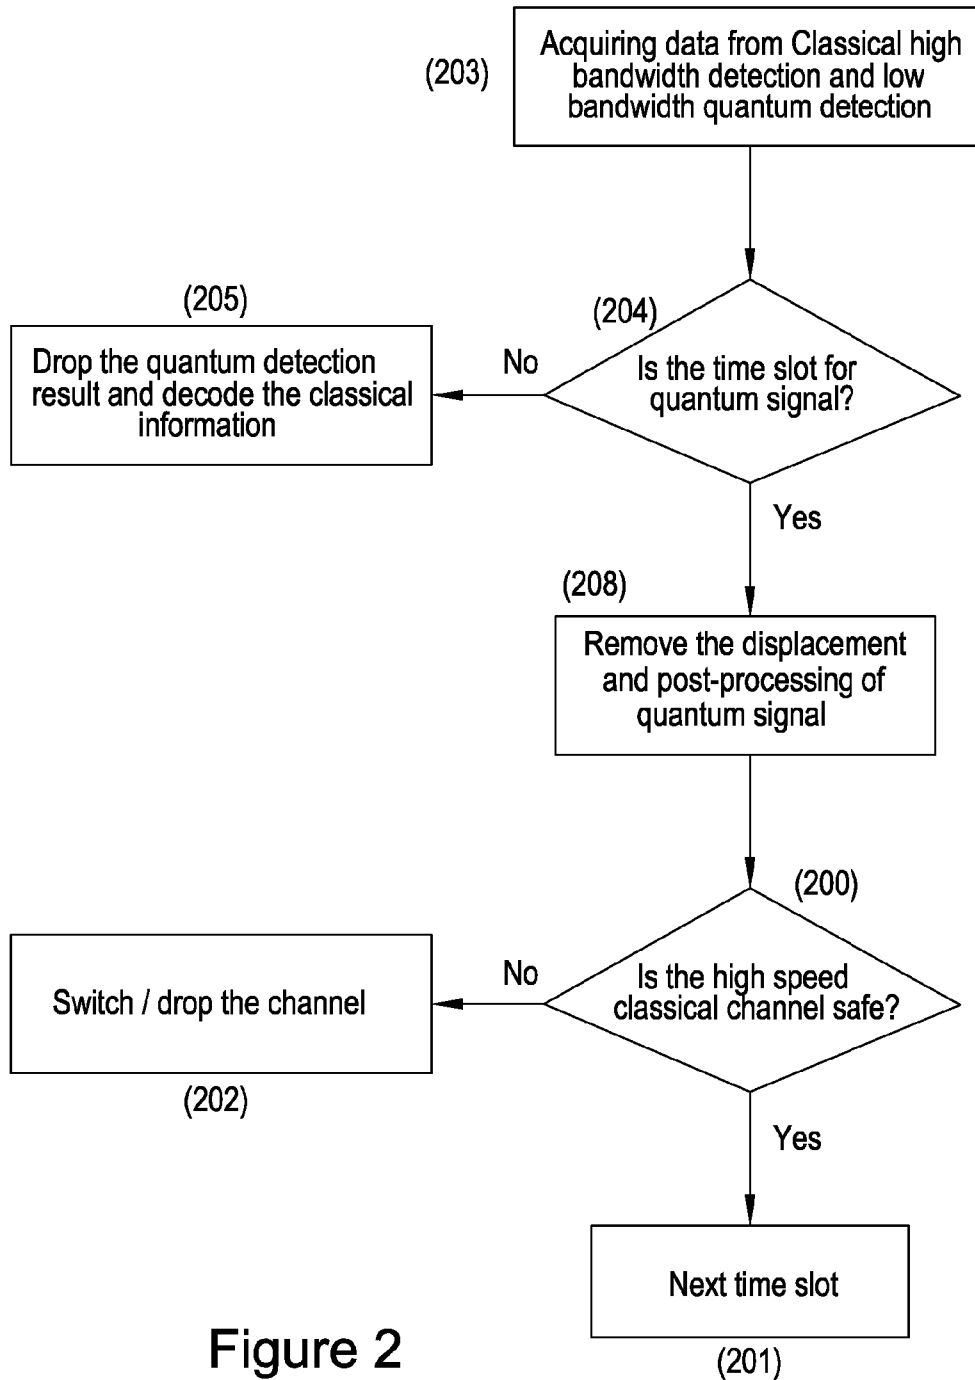 (203)
Acquiring data from Classical high
bandwidth detection and low
bandwidth quantum detection
(205)
Drop the quantum detection
result and decode the classical
information
No
(204)
Is the time slot for
quantum signal?
Yes
(208)
Remove the displacement
and post-processing of
quantum signal
(200)
Is the high speed
classical channel safe?
No
Switch / drop the channel
(202)
Yes
Next time slot
(201)
Figure 2